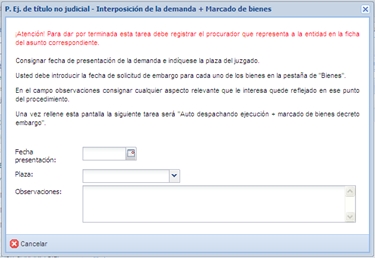 P. Ej. de título no judicial - Interposición de la demanda + Marcado de bienes
¡Atención! Para dar por terminada esta tarea debe registrar el procurador que representa a la entidad en la ficha
del asunto correspondiente.
Consignar fecha de presentación de la demanda e indíquese la plaza del juzgado.
Usted debe introducir la fecha de solicitud de embargo para cada uno de los bienes en la pestaña de "Bienes".
En el campo observaciones consignar cualquier aspecto relevante que le interesa quede reflejado en ese punto
del procedimiento.
Una vez rellene esta pantalla la siguiente tarea será "Auto despachando ejecución + marcado de bienes decreto
embargo".
Fecha
presentación:
Plaza:
Observaciones:
Cancelar